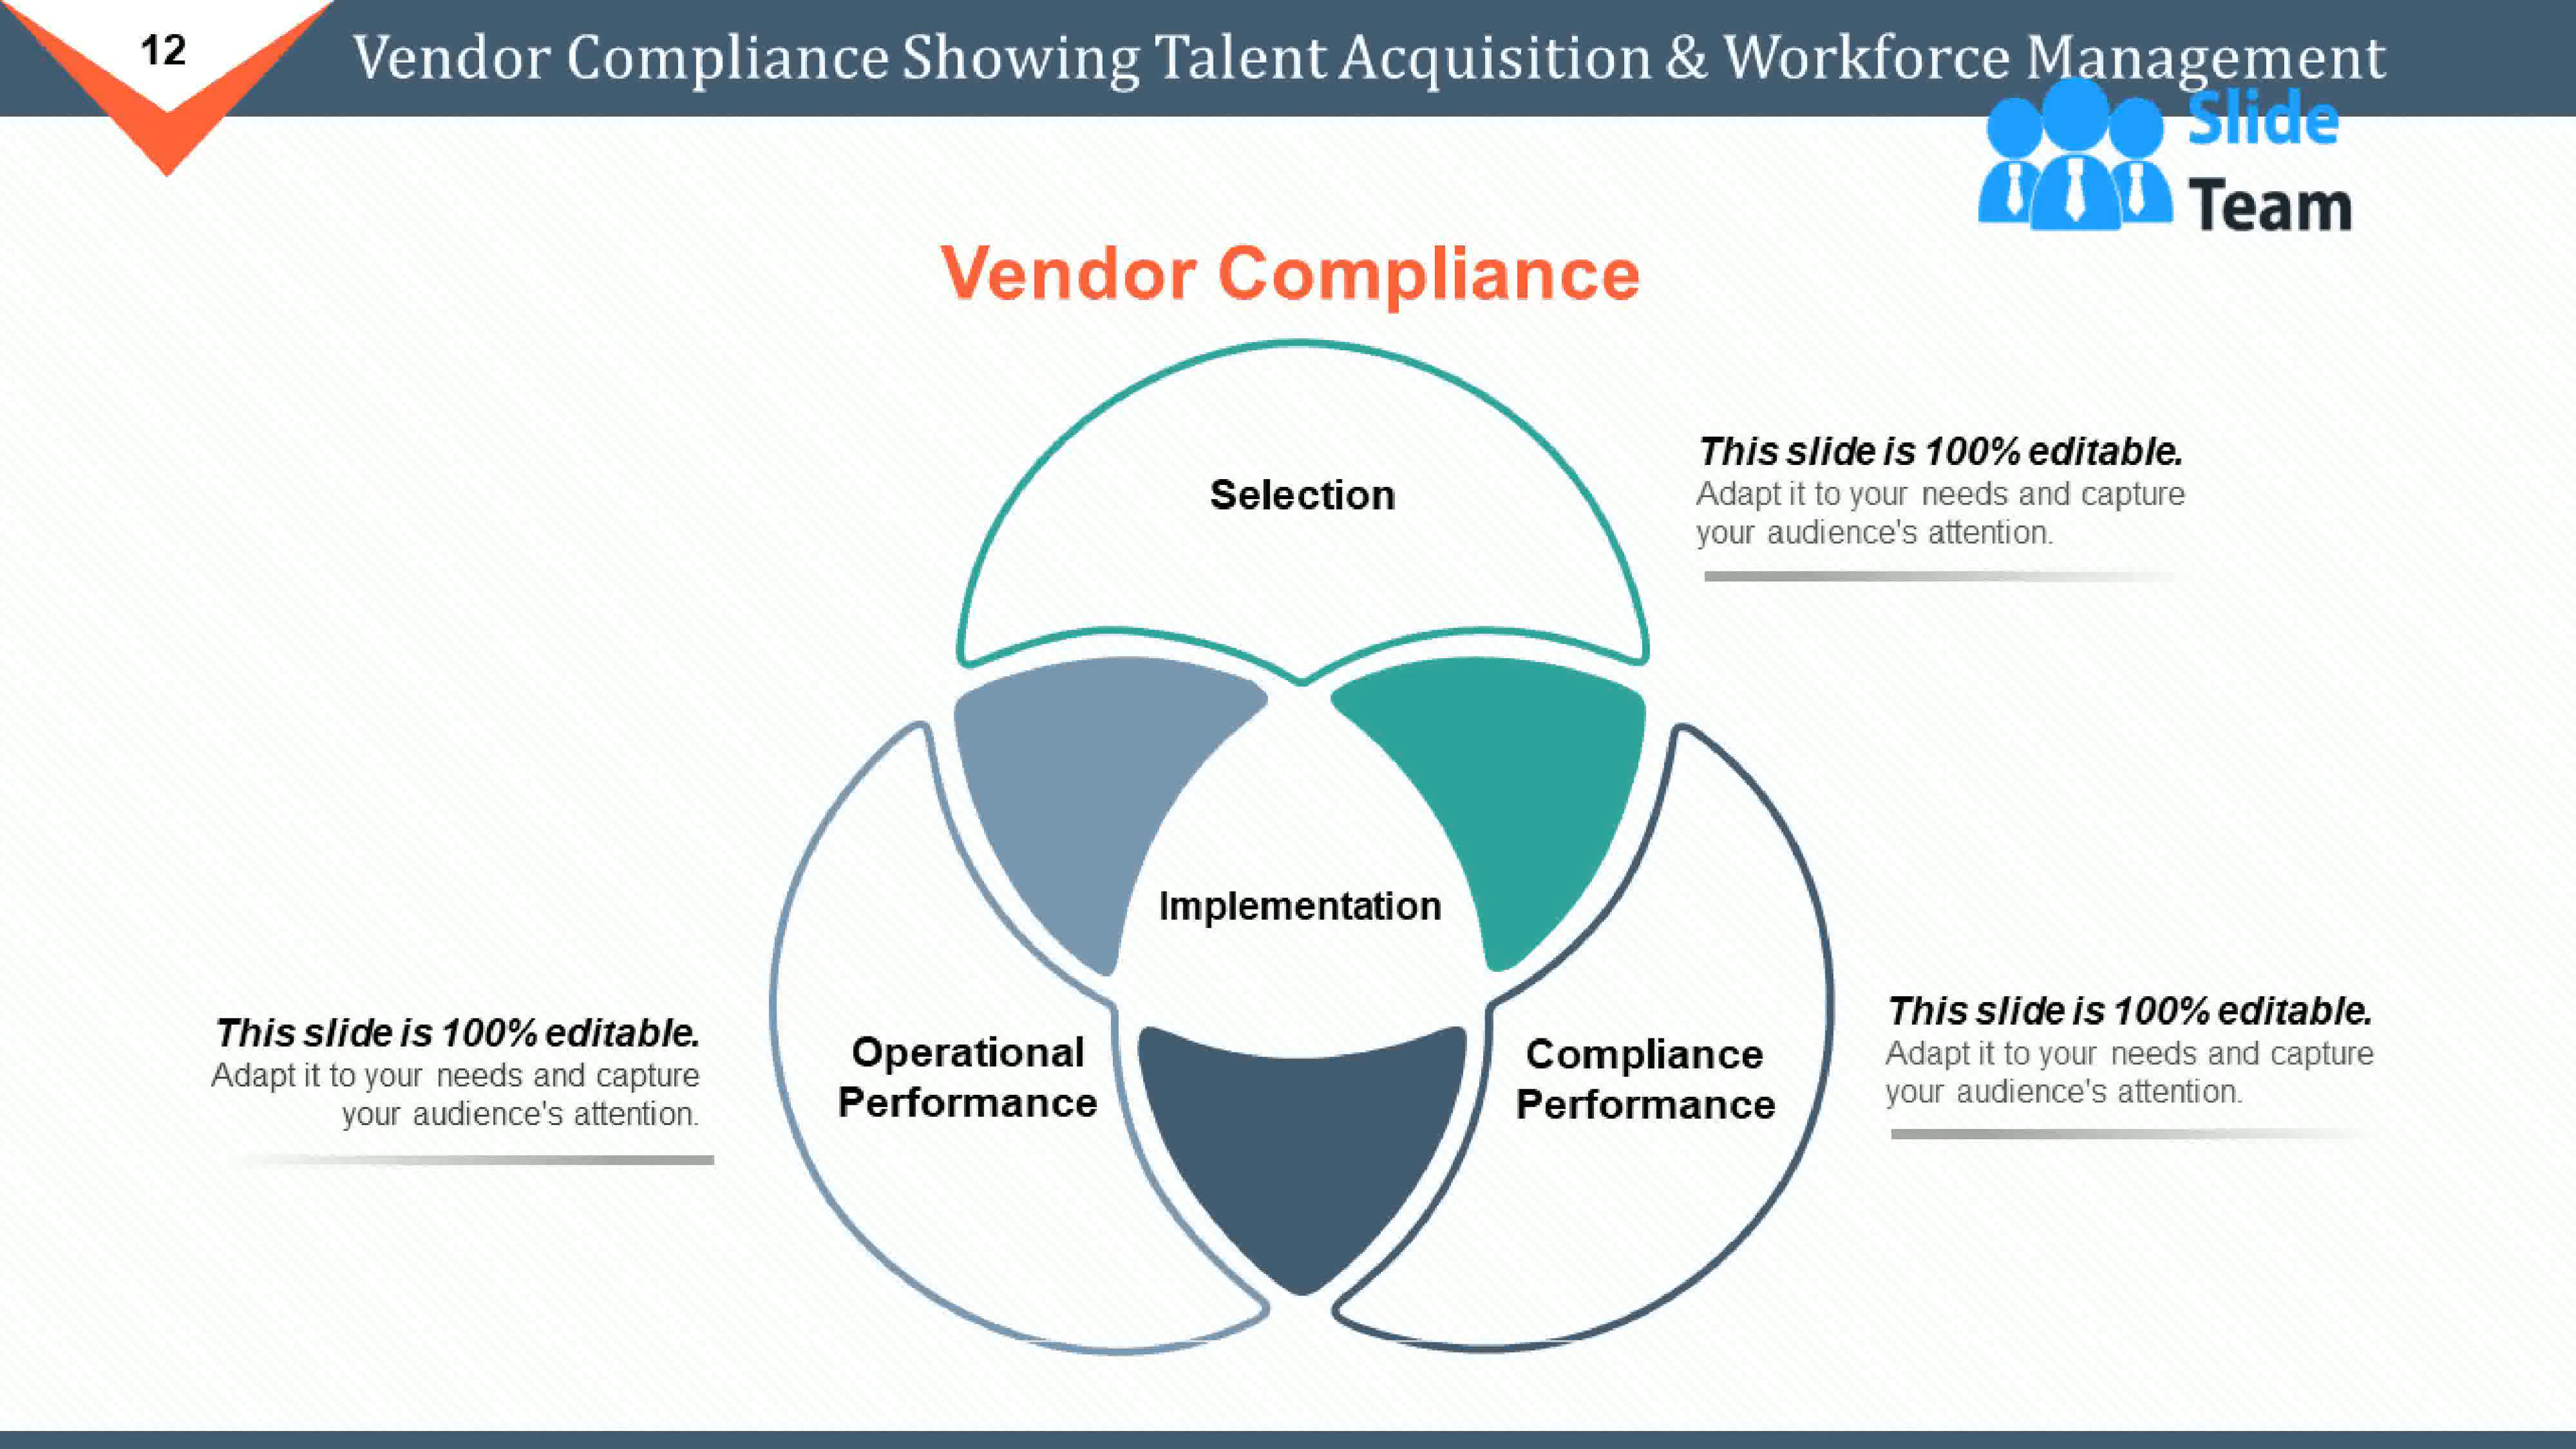 12
Vendor Compliance Showing Talent Acquisition & Workforce Management
Slide
Team
Vendor Compliance
Selection
This slide is 100% editable.
Adapt it to your needs and capture
your audience's attention.
Implementation
Operational
Performance
Compliance
Performance
This slide is 100% editable.
Adapt it to your needs and capture
your audience's attention.
This slide is 100% editable.
Adapt it to your needs and capture
your audience's attention.